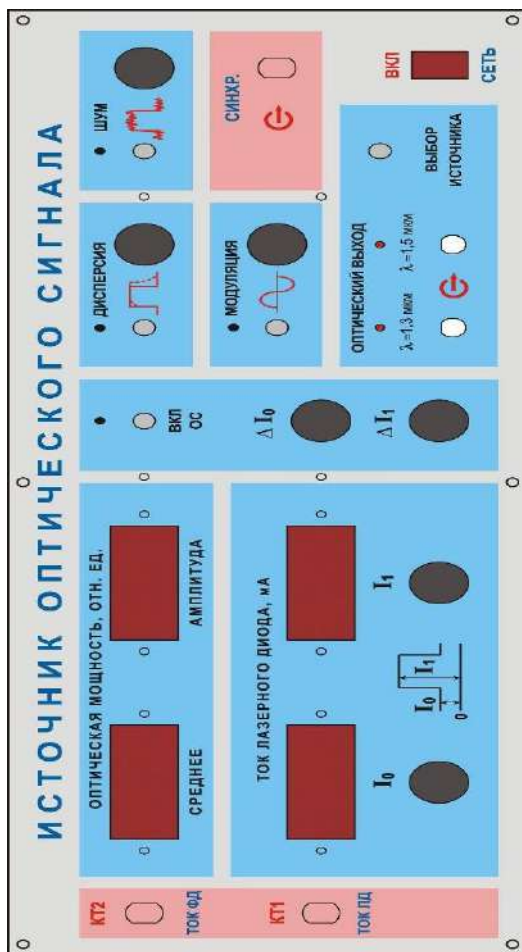 ИСТОЧНИК ОПТИЧЕСКОГО СИГНАЛА
КТ2
ТОК ФД
КТ1
ТОК ПД
ОПТИЧЕСКАЯ МОЩНОСТЬ, ОТН. ЕД.
СРЕДНЕЕ
АМПЛИТУДА
ТОК ЛАЗЕРНОГО ДИОДА, мА
I₀
I₀
I₁
0
I₁
ВКЛ
ОС
Δ I₀
Δ I₁
ДИСПЕРСИЯ
ШУМ
МОДУЛЯЦИЯ
СИНХР.
ОПТИЧЕСКИЙ ВЫХОД
λ =1,3 мкм
λ =1,5 мкм
ВЫБОР
ИСТОЧНИКА
ВКЛ
СЕТЬ